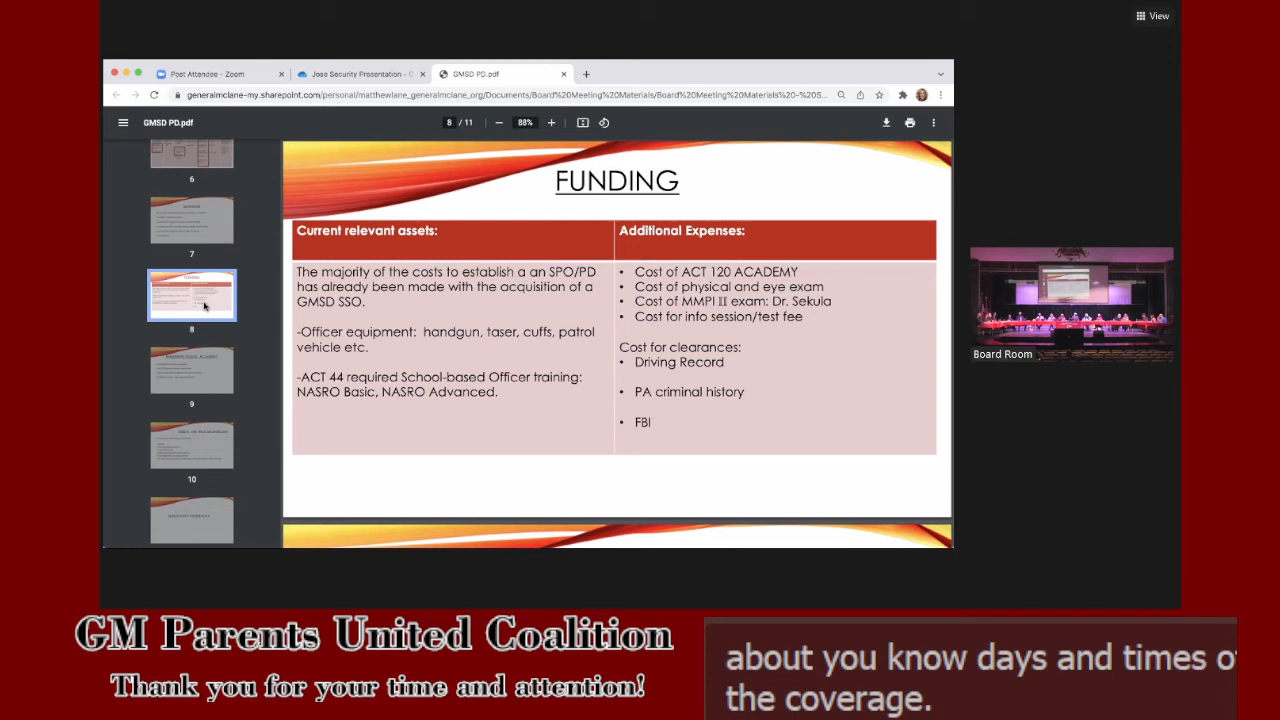 View
Post Attendee - Zoom
Jose Security Presentation - C
GMSD PD.pdf
generalmclane-my.sharepoint.com/personal/matthewlane_generalmclane_org/Documents/Board%20Meeting%20Materials/Board%20Meeting%20Materials%20-%20S...
GMSD PD.pdf
8 / 11
88%
6
7
8
9
10
FUNDING
Current relevant assets:
The majority of the costs to establish a an SPO/PD
has already been made with the acquisition of a
GMSD SSO.
-Officer equipment: handgun, taser, cuffs, patrol
vehicle etc.
-ACT 44 required School-based Officer training:
NASRO Basic, NASRO Advanced.
Additional Expenses:
• Cost of ACT 120 ACADEMY
• Cost of physical and eye exam
• Cost of MMPI III exam: Dr. Sekula
• Cost for info session/test fee
Cost for clearances:
• Driving Record
• PA criminal history
• FBI
Board Room
GM Parents United Coalition
Thank you for your time and attention!
about you know days and times of
the coverage.